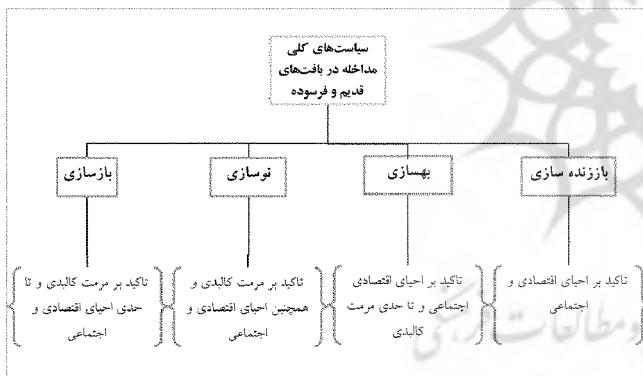 سیاست‌های کلی
مداخله در بافت‌های
قدیم و فرسوده
باززنده سازی
بهسازی
نوسازی
بازسازی
تاکید بر احیای اقتصادی و
اجتماعی
تاکید بر احیای اقتصادی
اجتماعی و تا حدی مرمت
کالبدی
تاکید بر مرمت کالبدی و
همچنین احیای اقتصادی و
اجتماعی
تاکید بر مرمت کالبدی و تا
حدی احیای اقتصادی و
اجتماعی
ومطالعات فرهنگی